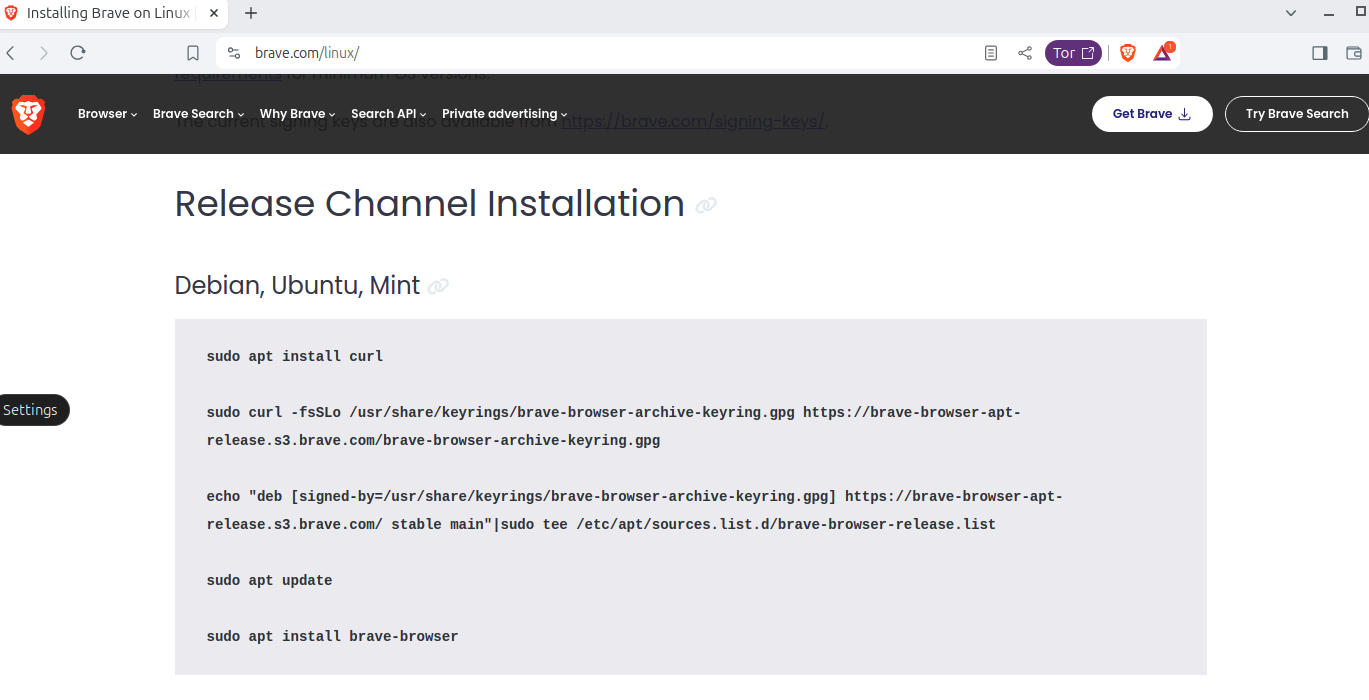 Installing Brave on Linux
brave.com/linux/
Tor
1
requirements for minimum OS versions.
Browser
Brave Search
Why Brave
Search API
Private advertising
Get Brave
Try Brave Search
The current signing keys are also available from https://brave.com/signing-keys/.
Release Channel Installation
Debian, Ubuntu, Mint
sudo apt install curl
Settings
sudo curl -fsSLo /usr/share/keyrings/brave-browser-archive-keyring.gpg https://brave-browser-apt-
release.s3.brave.com/brave-browser-archive-keyring.gpg
echo "deb [signed-by=/usr/share/keyrings/brave-browser-archive-keyring.gpg] https://brave-browser-apt-
release.s3.brave.com/ stable main"|sudo tee /etc/apt/sources.list.d/brave-browser-release.list
sudo apt update
sudo apt install brave-browser